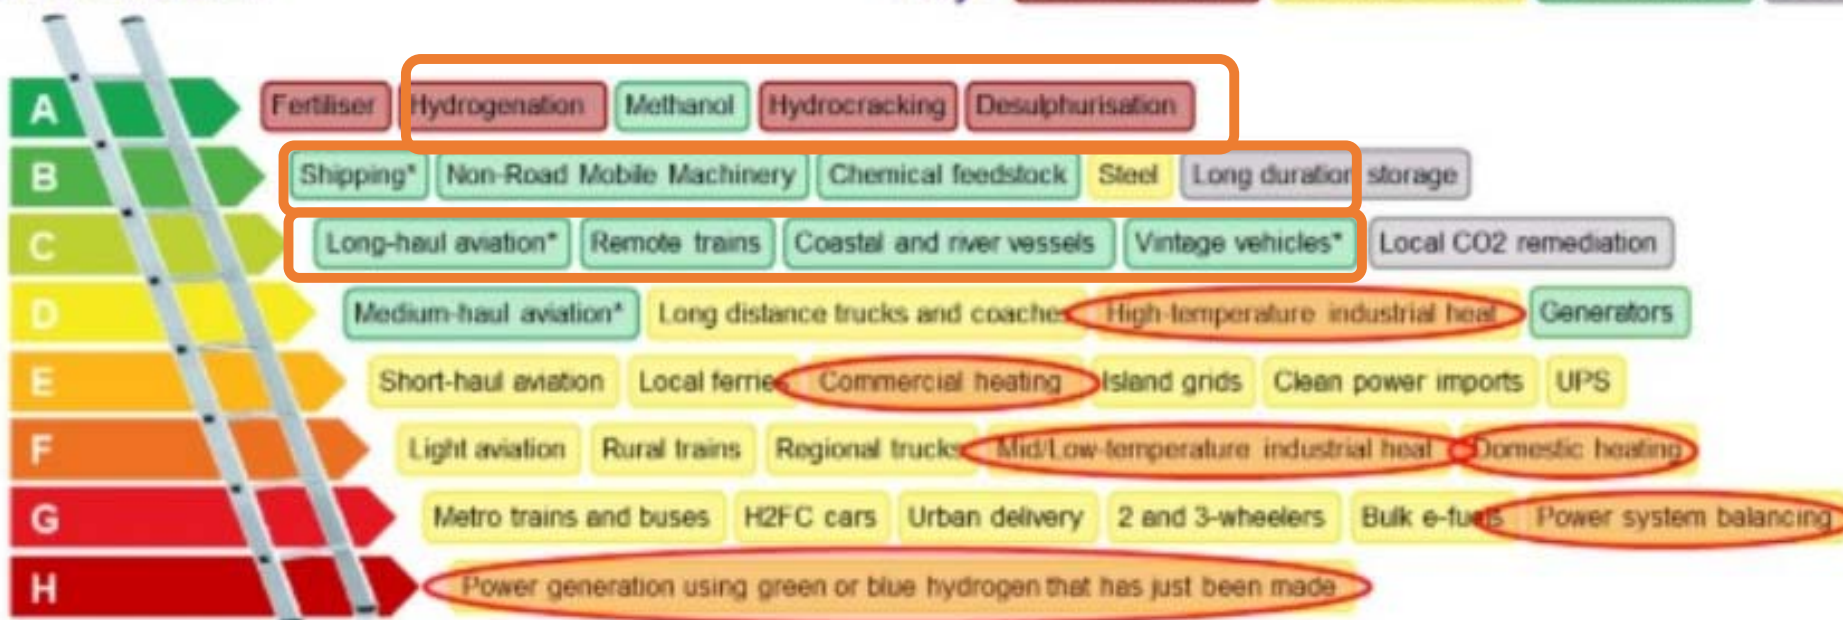 A Fertiliser Hydrogenation Methanol Hydrocracking Desulphurisation
B Shipping* Non-Road Mobile Machinery Chemical feedstock Steel Long duration storage
C Long-haul aviation* Remote trains Coastal and river vessels Vintage vehicles* Local CO2 remediation
D Medium-haul aviation* Long distance trucks and coaches High-temperature industrial heat Generators
E Short-haul aviation Local ferries Commercial heating Island grids Clean power imports UPS
F Light aviation Rural trains Regional trucks Mid/Low-temperature industrial heat Domestic heating
G Metro trains and buses H2FC cars Urban delivery 2 and 3-wheelers Bulk e-fuels Power system balancing
H Power generation using green or blue hydrogen that has just been made